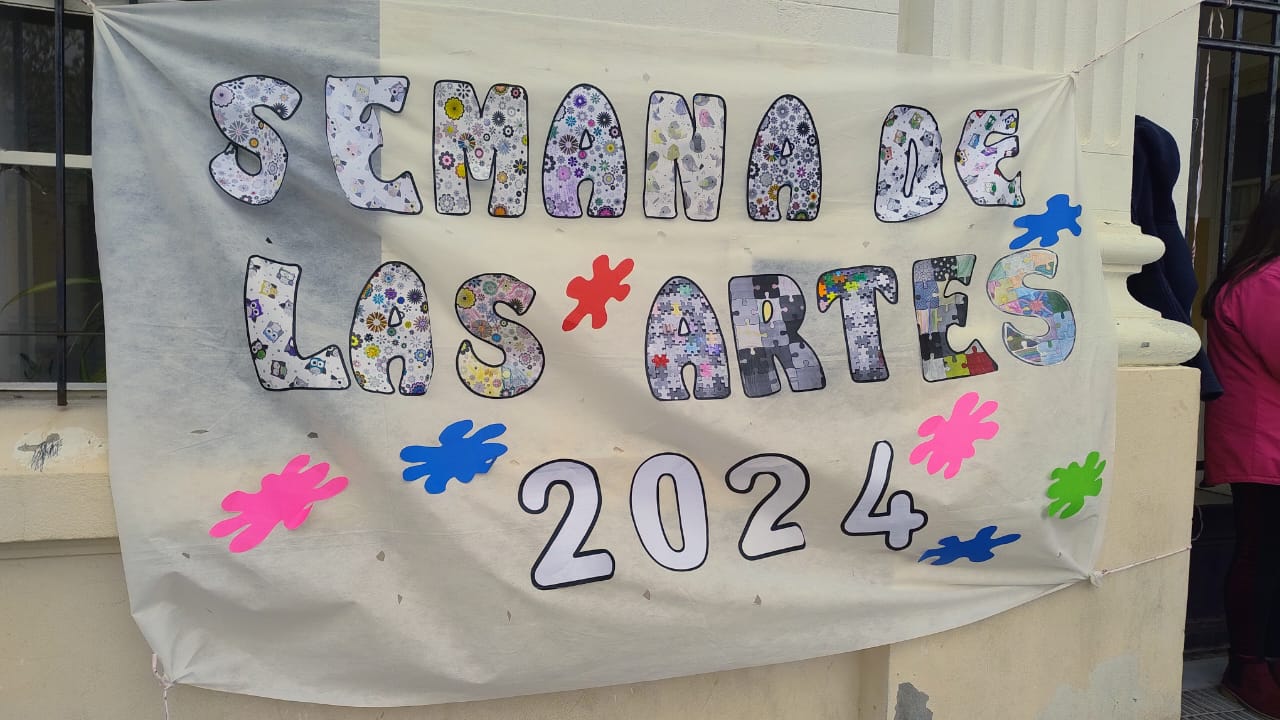 SEMANA DE
LAS ARTES
2024